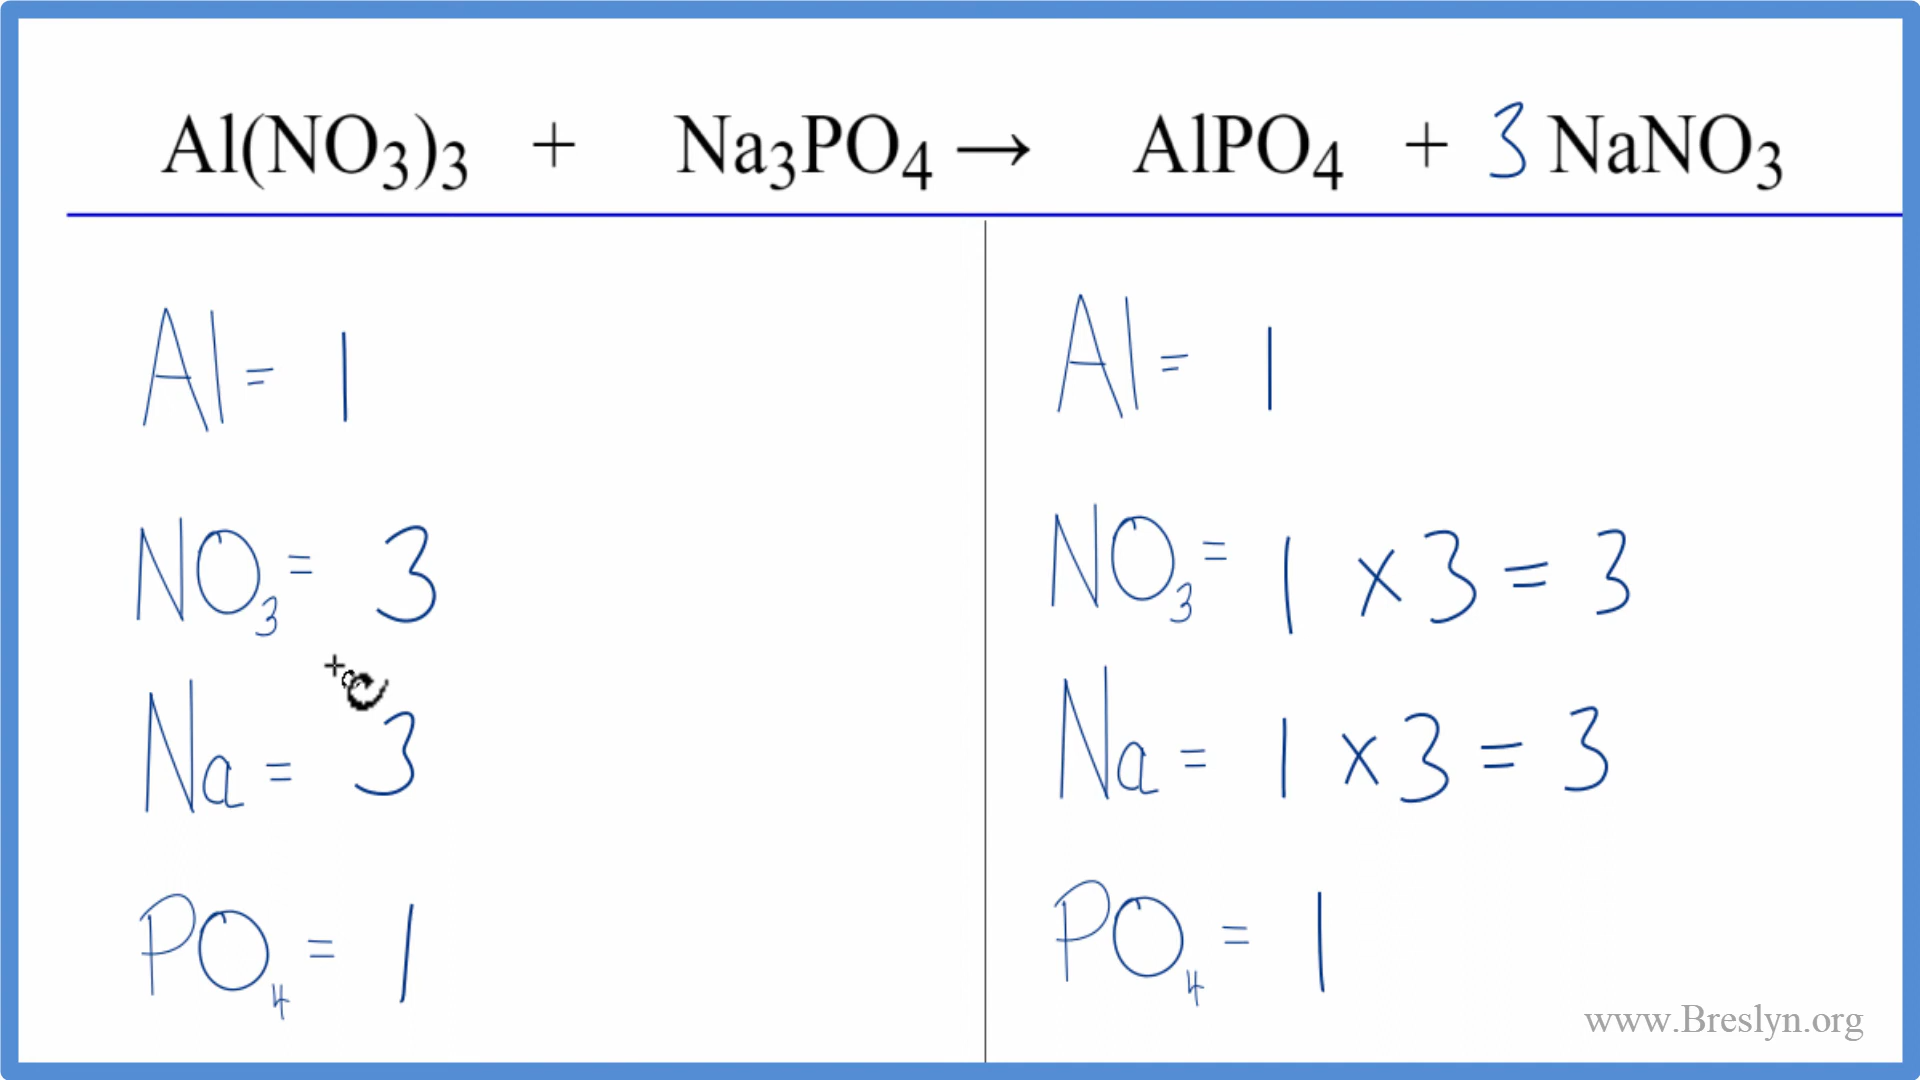 Al(NO₃)₃ + Na₃PO₄ → AlPO₄ + 3 NaNO₃
Al = 1
NO₃ = 3
Na = 3
PO₄ = 1
Al = 1
NO₃ = 1 x 3 = 3
Na = 1 x 3 = 3
PO₄ = 1
www.Breslyn.org